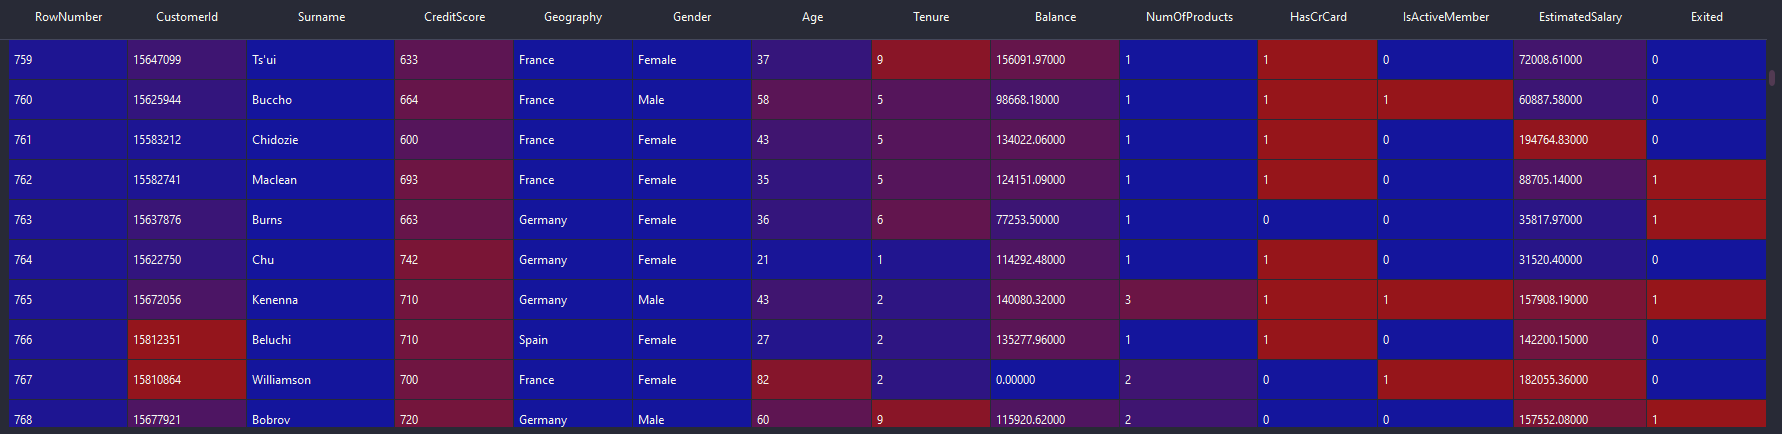 RowNumber CustomerId Surname CreditScore Geography Gender Age Tenure Balance NumOfProducts HasCrCard IsActiveMember EstimatedSalary Exited
759 15647099 Ts'ui 633 France Female 37 9 156091.97000 1 1 0 72008.61000 0
760 15625944 Buccho 664 France Male 58 5 98668.18000 1 1 1 60887.58000 0
761 15583212 Chidozie 600 France Female 43 5 134022.06000 1 1 0 194764.83000 0
762 15582741 Maclean 693 France Female 35 5 124151.09000 1 1 0 88705.14000 1
763 15637876 Burns 663 Germany Female 36 6 77253.50000 1 0 0 35817.97000 1
764 15622750 Chu 742 Germany Female 21 1 114292.48000 1 1 0 31520.40000 0
765 15672056 Kenenna 710 Germany Male 43 2 140080.32000 3 1 1 157908.19000 1
766 15812351 Beluchi 710 Spain Female 27 2 135277.96000 1 1 0 142200.15000 0
767 15810864 Williamson 700 France Female 82 2 0.00000 2 0 1 182055.36000 0
768 15677921 Bobrov 720 Germany Male 60 9 115920.62000 2 0 0 157552.08000 1